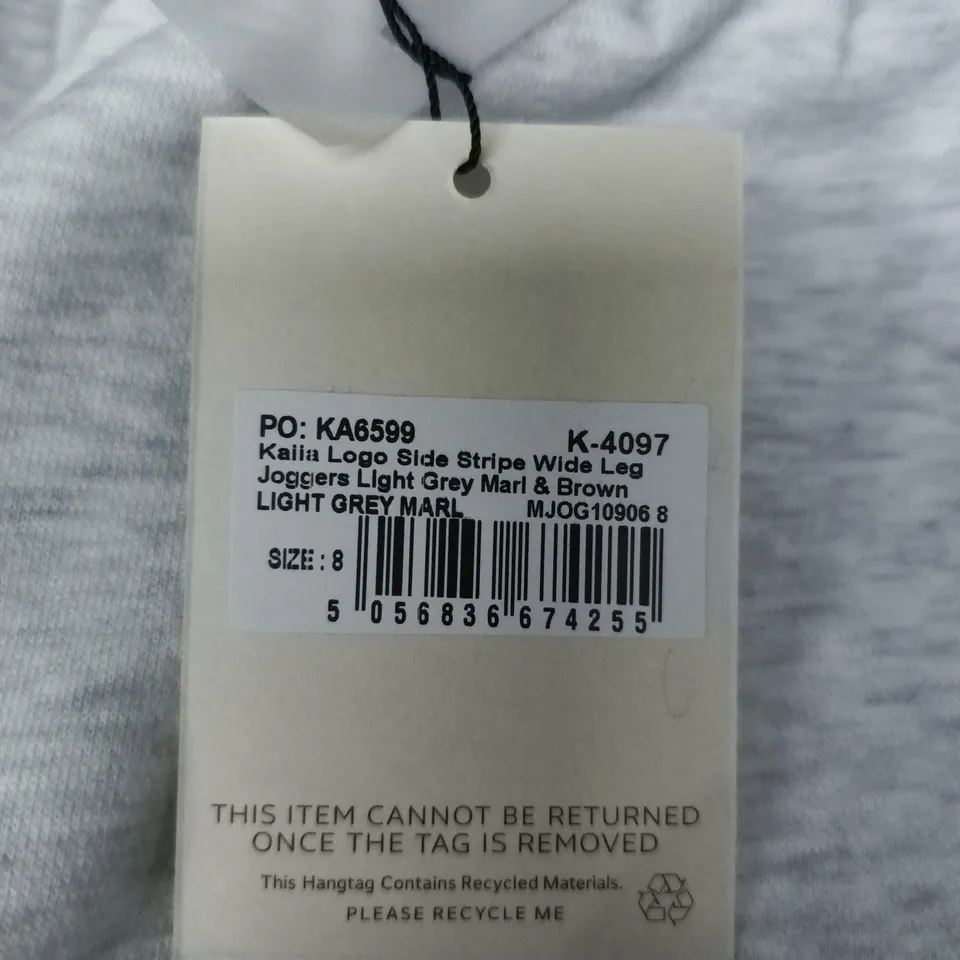 PO: KA6599 K-4097
Kaiia Logo Side Stripe Wide Leg
Joggers Light Grey Marl & Brown
LIGHT GREY MARL MJOG10906 8
SIZE : 8
5 056836 674255
THIS ITEM CANNOT BE RETURNED
ONCE THE TAG IS REMOVED
This Hangtag Contains Recycled Materials.
PLEASE RECYCLE ME